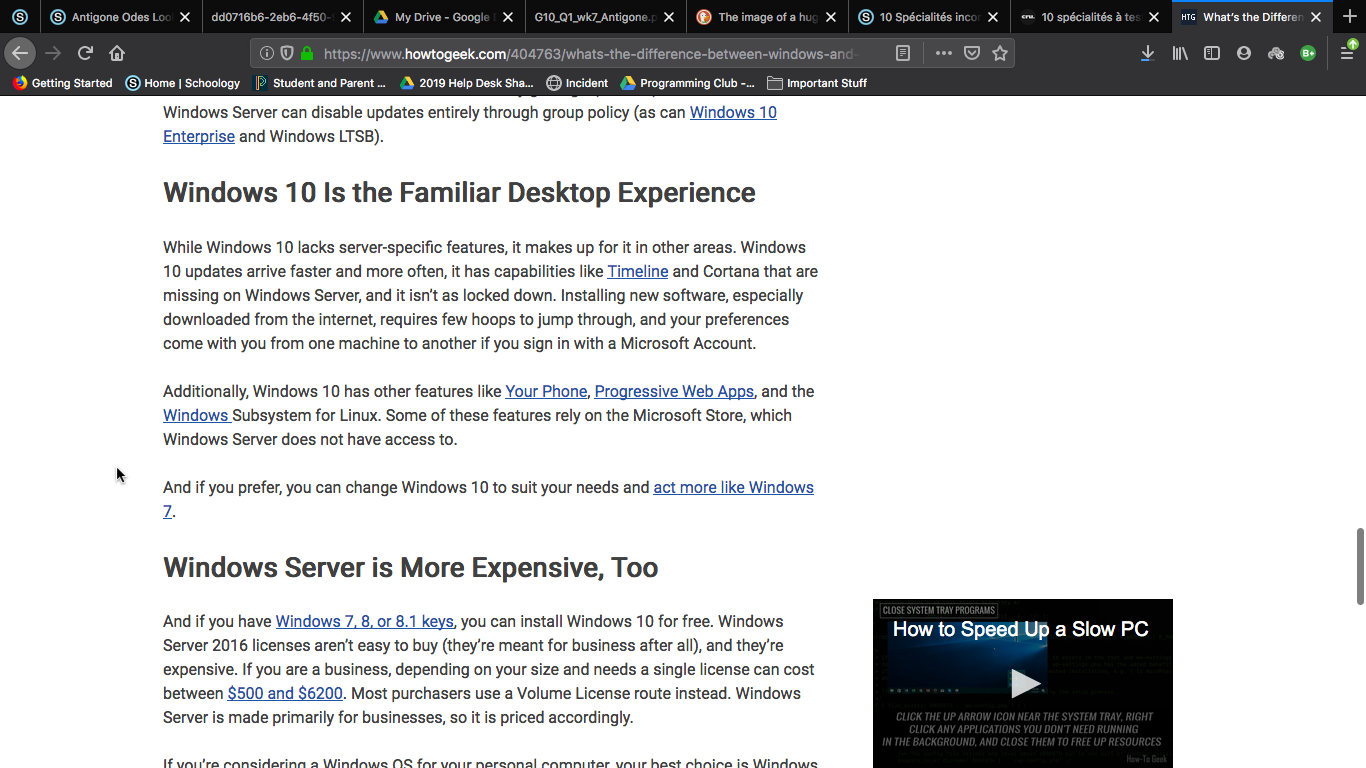 Antigone Odes Loo
dd0716b6-2eb6-4f50-
My Drive - Google
G10_Q1_wk7_Antigone.p
The image of a hug
10 Spécialités incon
10 spécialités à tes
HTG What's the Differen
https://www.howtogeek.com/404763/whats-the-difference-between-windows-and-
Getting Started
Home | Schoology
Student and Parent ...
2019 Help Desk Sha...
Incident
Programming Club -...
Important Stuff
Windows Server can disable updates entirely through group policy (as can Windows 10
Enterprise and Windows LTSB).
Windows 10 Is the Familiar Desktop Experience
While Windows 10 lacks server-specific features, it makes up for it in other areas. Windows
10 updates arrive faster and more often, it has capabilities like Timeline and Cortana that are
missing on Windows Server, and it isn't as locked down. Installing new software, especially
downloaded from the internet, requires few hoops to jump through, and your preferences
come with you from one machine to another if you sign in with a Microsoft Account.
Additionally, Windows 10 has other features like Your Phone, Progressive Web Apps, and the
Windows Subsystem for Linux. Some of these features rely on the Microsoft Store, which
Windows Server does not have access to.
And if you prefer, you can change Windows 10 to suit your needs and act more like Windows
7.
Windows Server is More Expensive, Too
And if you have Windows 7, 8, or 8.1 keys, you can install Windows 10 for free. Windows
Server 2016 licenses aren't easy to buy (they're meant for business after all), and they're
expensive. If you are a business, depending on your size and needs a single license can cost
between $500 and $6200. Most purchasers use a Volume License route instead. Windows
Server is made primarily for businesses, so it is priced accordingly.
If you're considering a Windows OS for your personal computer, your best choice is Windows
CLOSE SYSTEM TRAY PROGRAMS
How to Speed Up a Slow PC
CLICK THE UP ARROW ICON NEAR THE SYSTEM TRAY, RIGHT
CLICK ANY APPLICATIONS YOU DON'T NEED RUNNING
IN THE BACKGROUND, AND CLOSE THEM TO FREE UP RESOURCES
How-To Geek